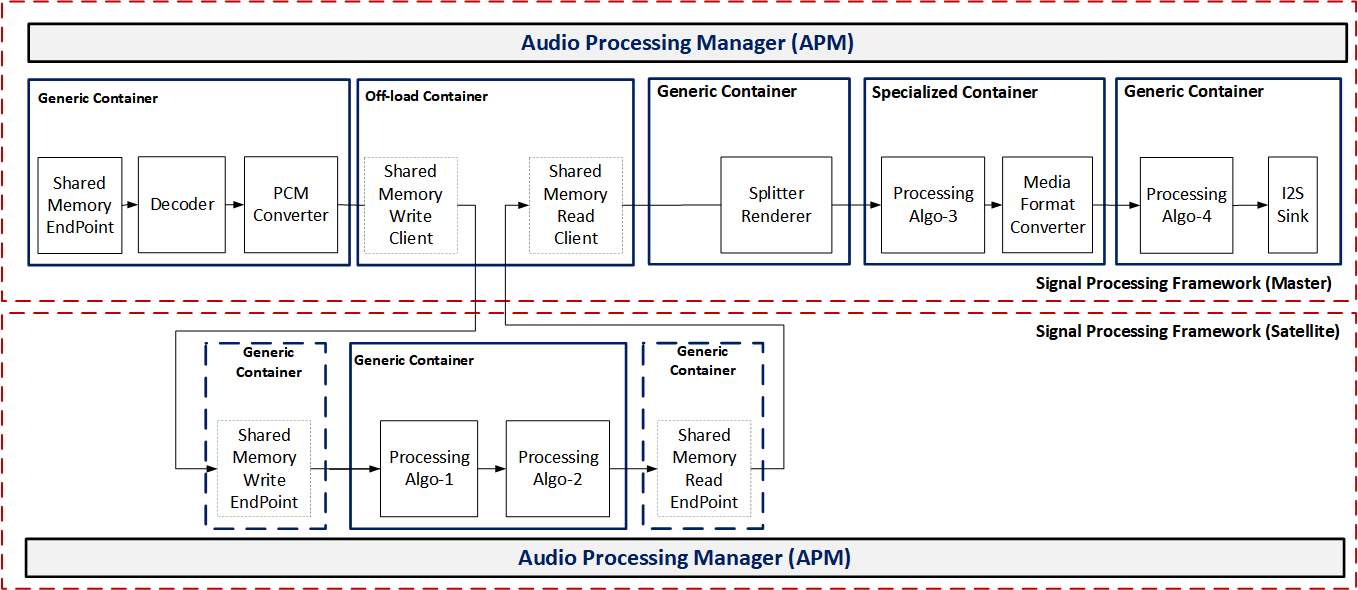 Audio Processing Manager (APM)
Generic Container
Shared
Memory
EndPoint
Decoder
PCM
Converter
Off-load Container
Shared
Memory
Write
Client
Shared
Memory
Read
Client
Generic Container
Splitter
Renderer
Specialized Container
Processing
Algo-3
Media
Format
Converter
Generic Container
Processing
Algo-4
I2S
Sink
Signal Processing Framework (Master)
Signal Processing Framework (Satellite)
Generic
Container
Shared
Memory
Write
EndPoint
Generic Container
Processing
Algo-1
Processing
Algo-2
Generic
Container
Shared
Memory
Read
EndPoint
Audio Processing Manager (APM)